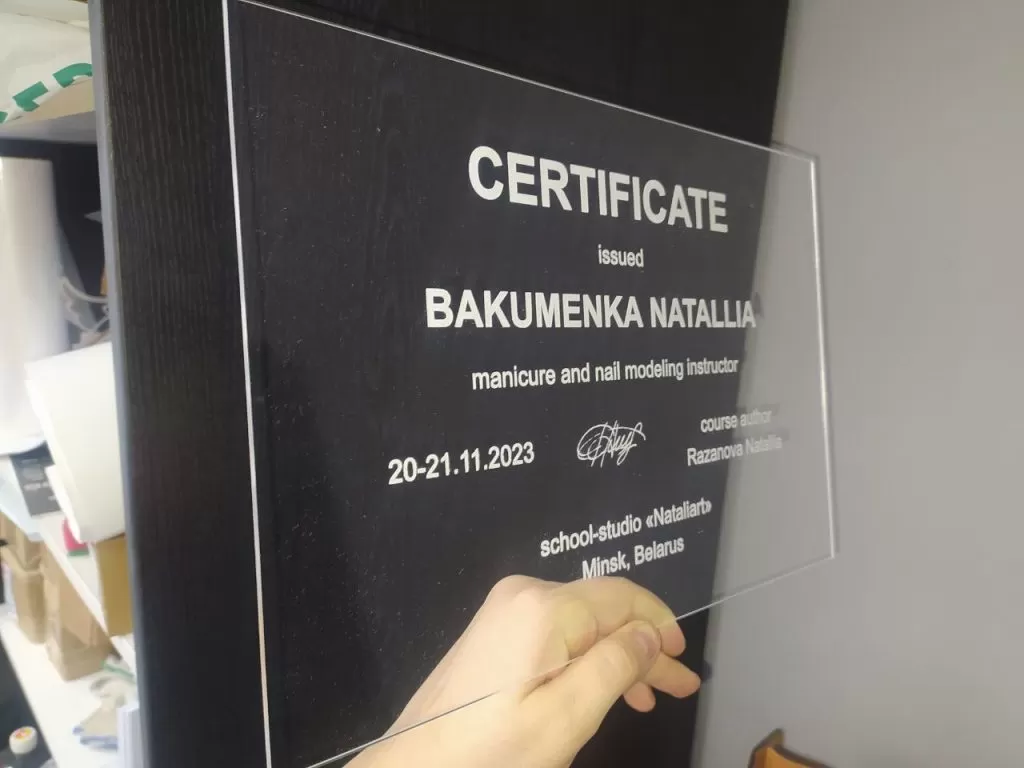 CERTIFICATE
issued
BAKUMENKA NATALLIA
manicure and nail modeling instructor
20-21.11.2023
course author
Razanova Natallia
school-studio «Nataliart»
Minsk, Belarus